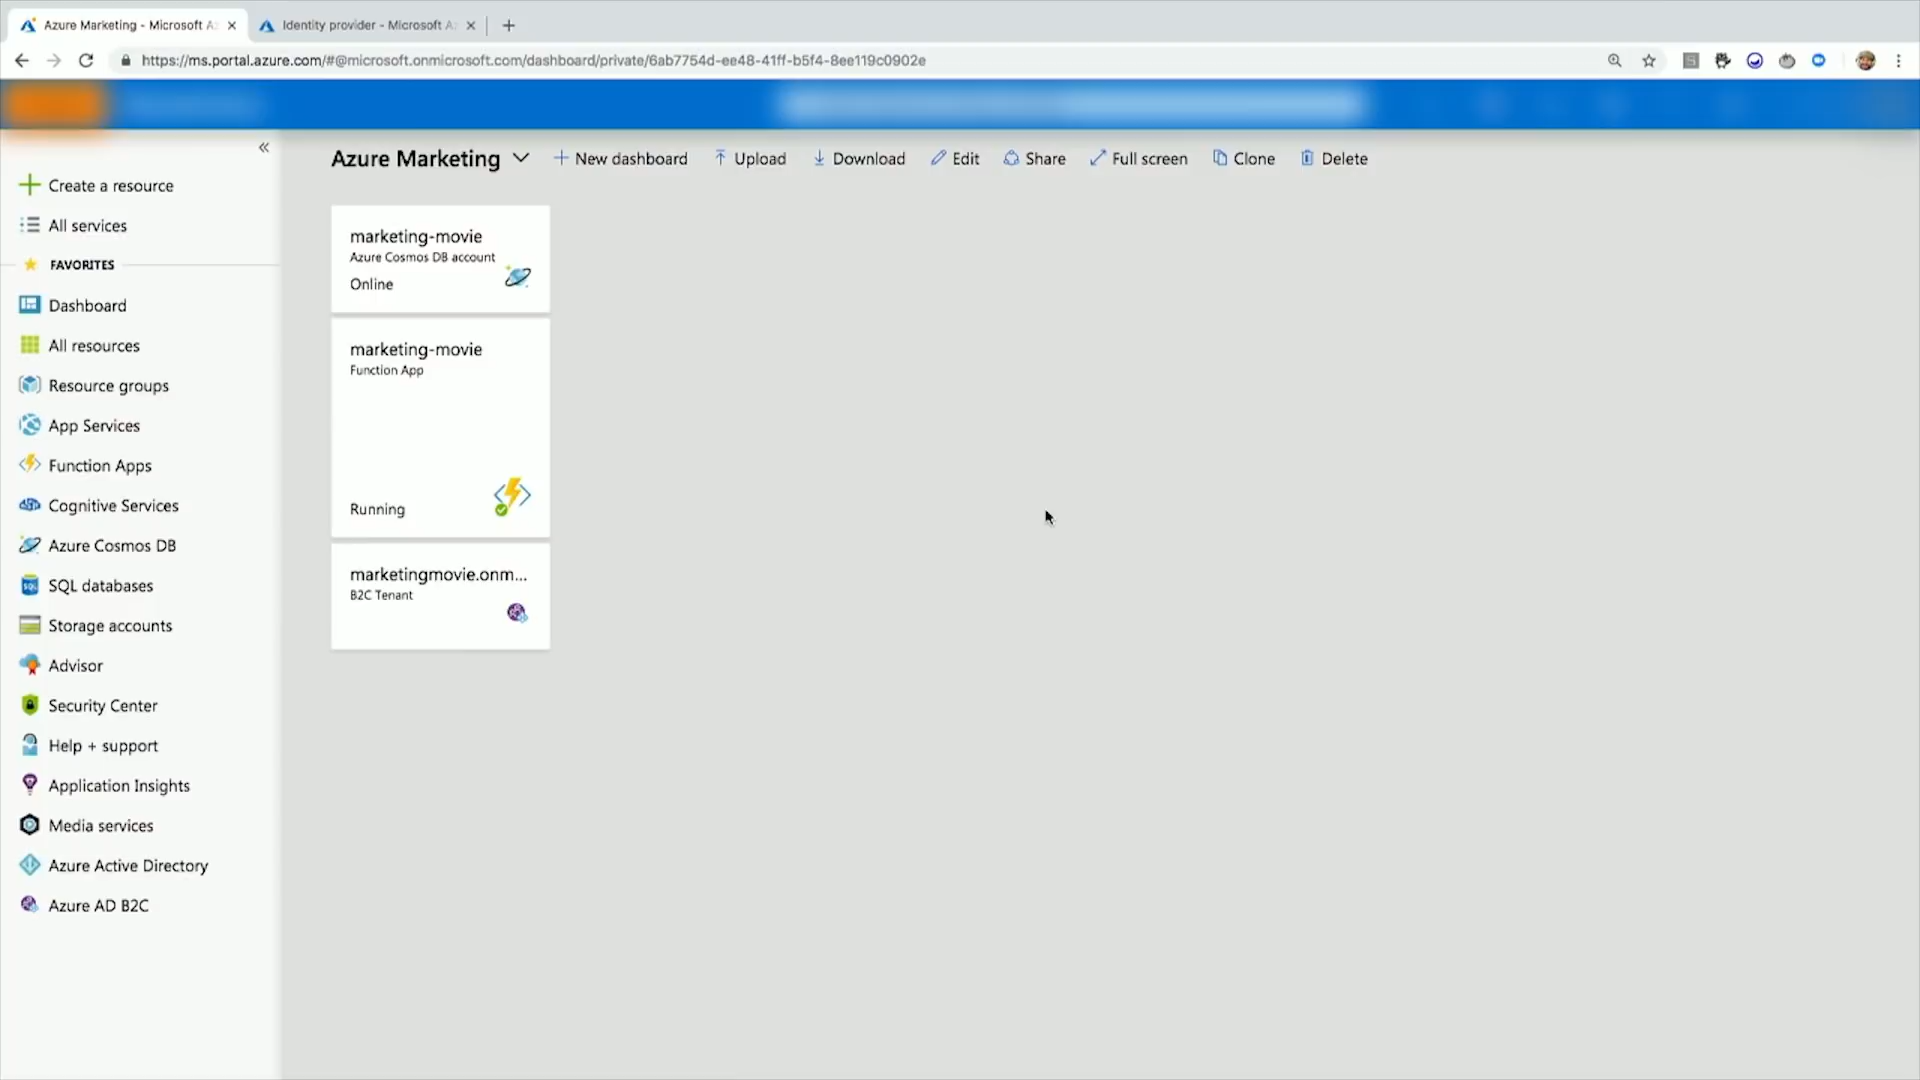 Azure Marketing - Microsoft A
Identity provider - Microsoft A
https://ms.portal.azure.com/#@microsoft.onmicrosoft.com/dashboard/private/6ab7754d-ee48-41ff-b5f4-8ee119c0902e
Azure Marketing
New dashboard
Upload
Download
Edit
Share
Full screen
Clone
Delete
Create a resource
All services
FAVORITES
Dashboard
All resources
Resource groups
App Services
Function Apps
Cognitive Services
Azure Cosmos DB
SQL databases
Storage accounts
Advisor
Security Center
Help + support
Application Insights
Media services
Azure Active Directory
Azure AD B2C
marketing-movie
Azure Cosmos DB account
Online
marketing-movie
Function App
Running
marketingmovie.onm...
B2C Tenant